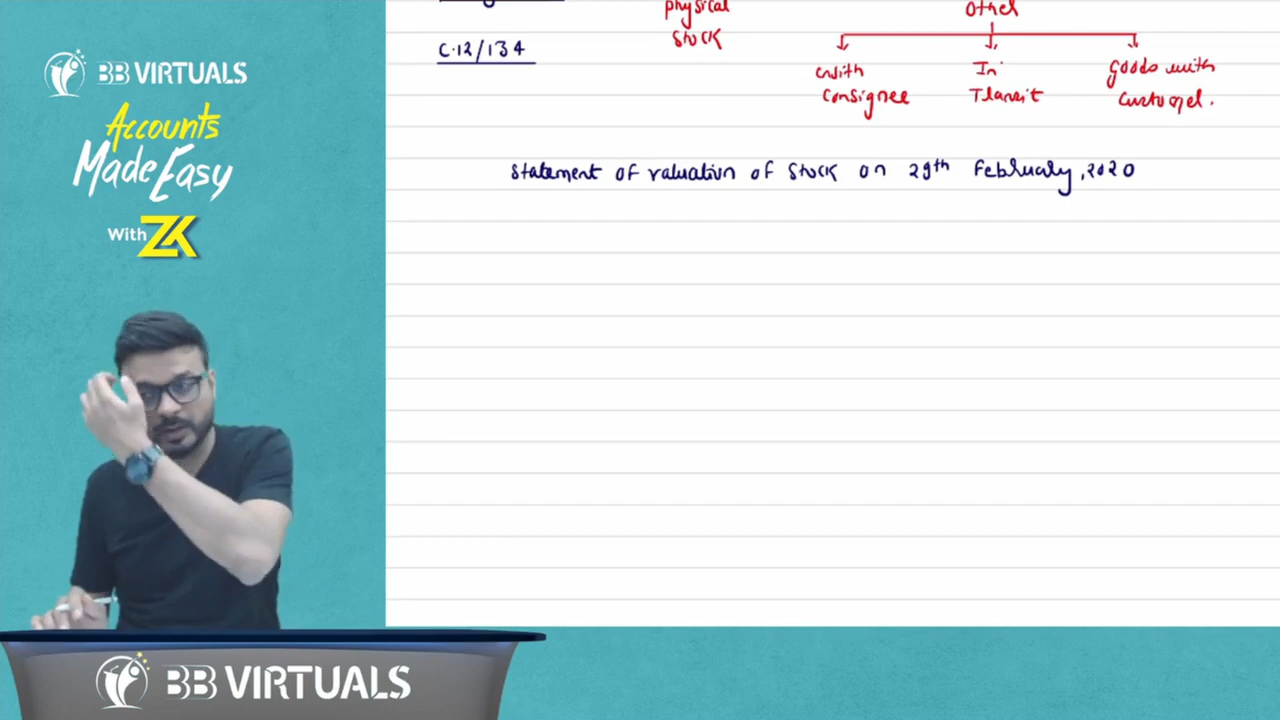 BB VIRTUALS
Accounts
Made Easy
With ZK
physical
Stock
Other
C.12/134
With
Consignee
In
Transit
Goods with
Customer.
Statement of valuation of Stock on 29th February, 2020
BB VIRTUALS